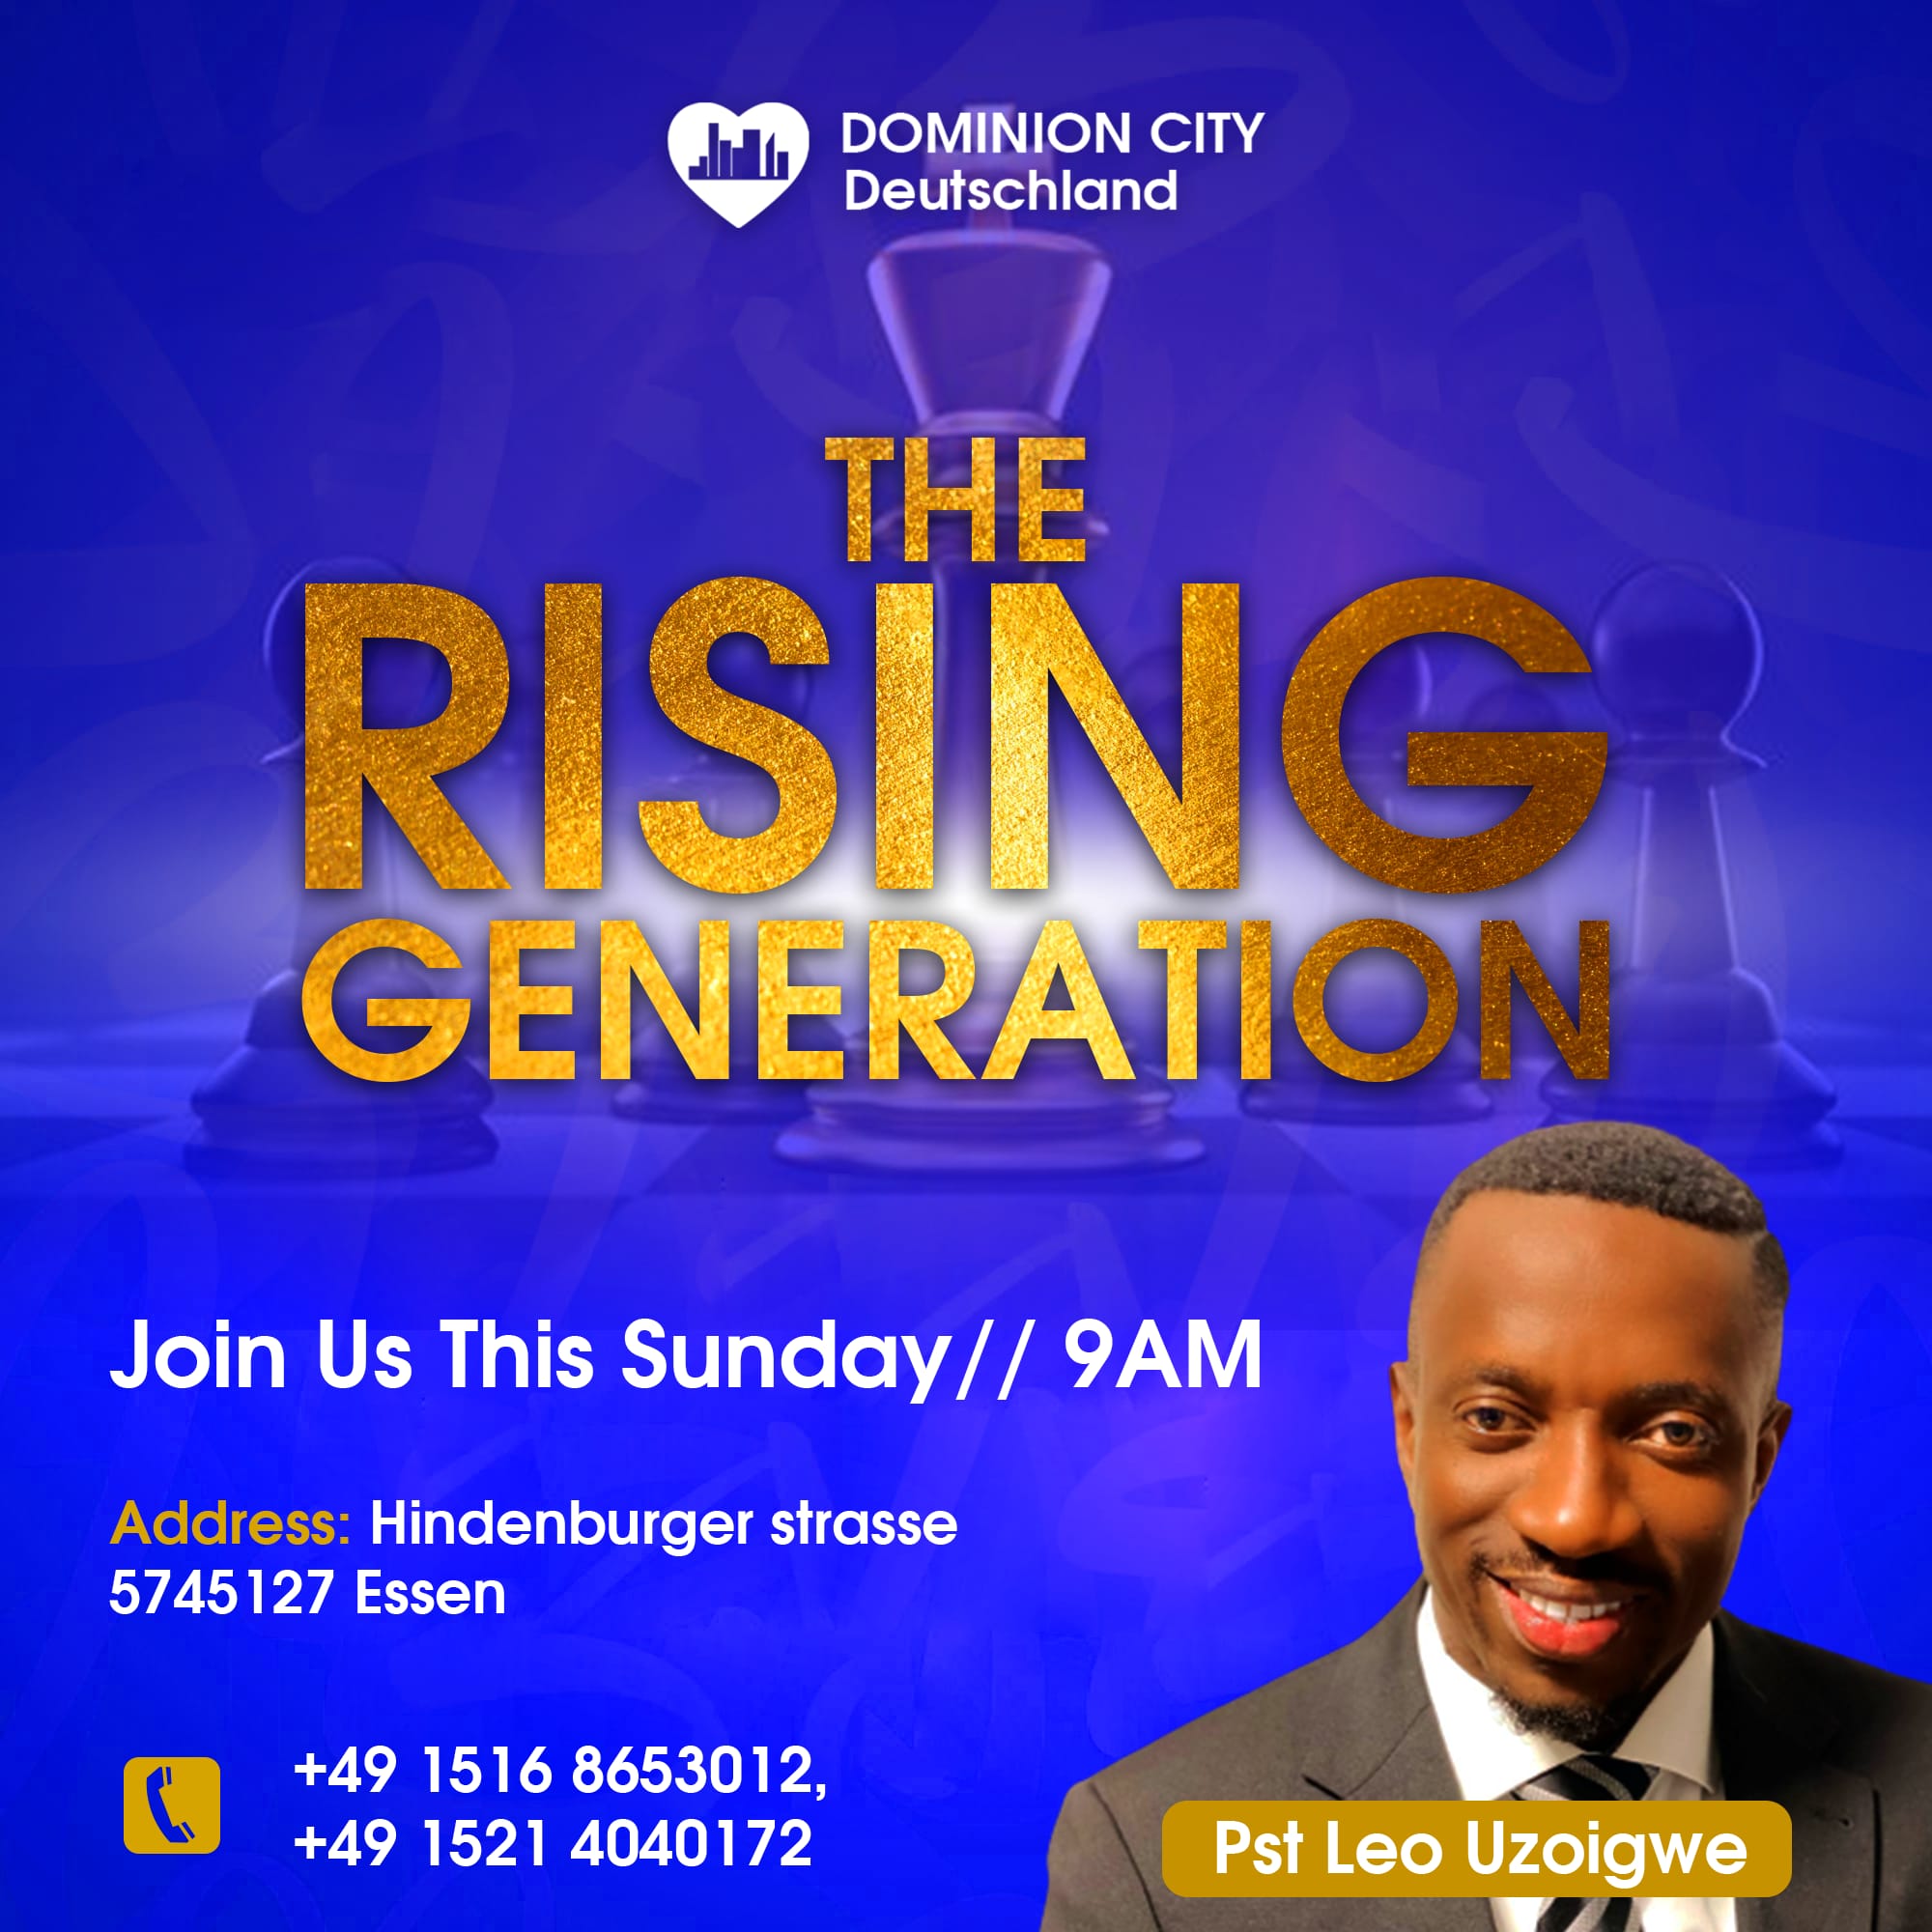 DOMINION CITY
Deutschland
THE
RISING
GENERATION
Join Us This Sunday// 9AM
Address: Hindenburger strasse
5745127 Essen
+49 1516 8653012,
+49 1521 4040172
Pst Leo Uzoigwe